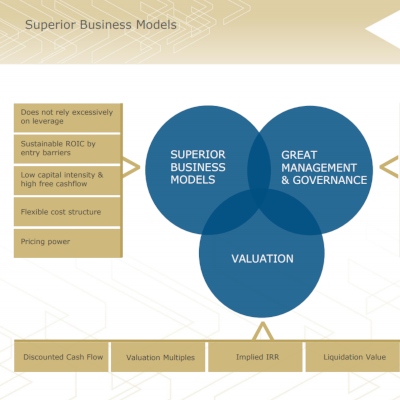 Superior Business Models
Does not rely excessively
on leverage
Sustainable ROIC by
entry barriers
Low capital intensity &
high free cashflow
Flexible cost structure
Pricing power
SUPERIOR
BUSINESS
MODELS
GREAT
MANAGEMENT
& GOVERNANCE
VALUATION
Discounted Cash Flow
Valuation Multiples
Implied IRR
Liquidation Value